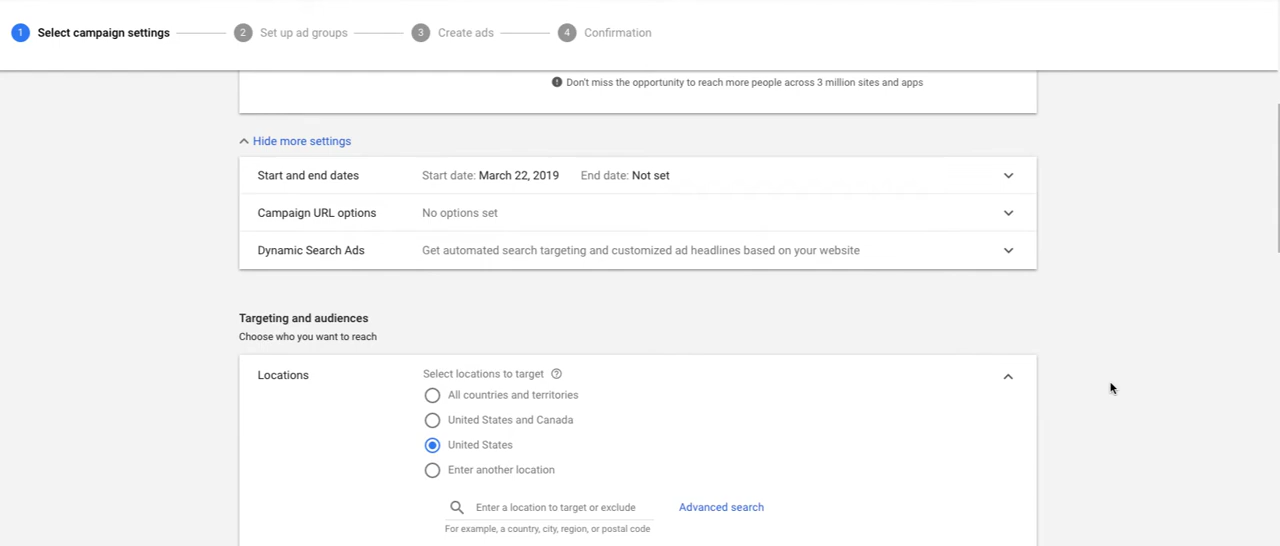 1 Select campaign settings 2 Set up ad groups 3 Create ads 4 Confirmation
Don't miss the opportunity to reach more people across 3 million sites and apps
Hide more settings
Start and end dates Start date: March 22, 2019 End date: Not set
Campaign URL options No options set
Dynamic Search Ads Get automated search targeting and customized ad headlines based on your website
Targeting and audiences
Choose who you want to reach
Locations Select locations to target
All countries and territories
United States and Canada
United States
Enter another location
Enter a location to target or exclude Advanced search
For example, a country, city, region, or postal code